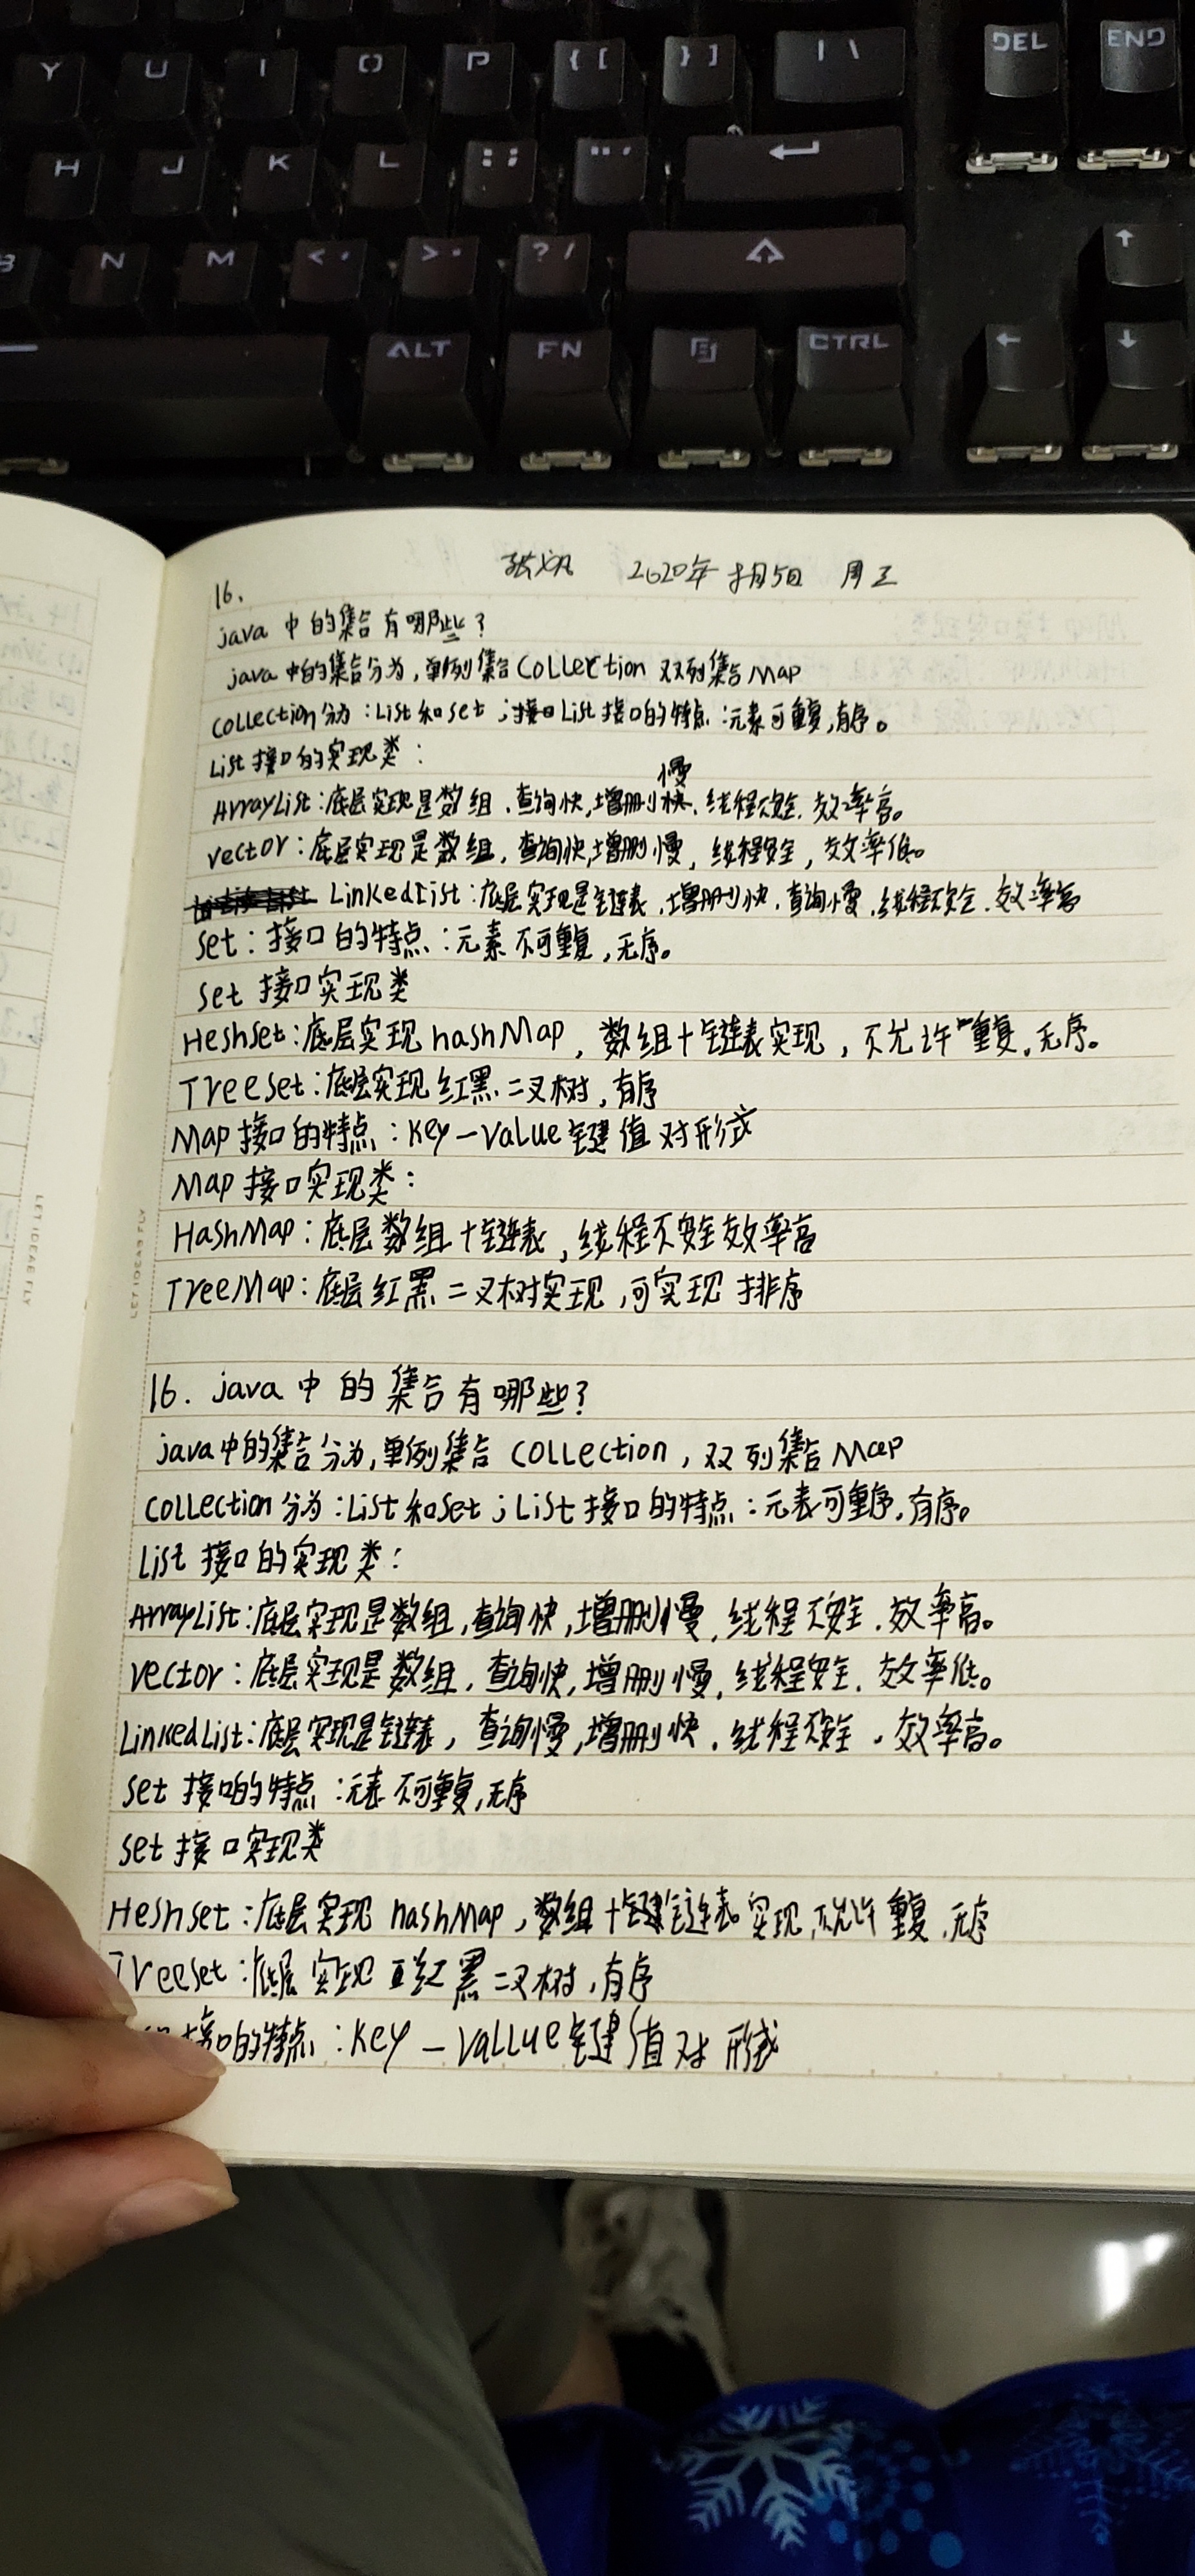 Y U I O P { [ } ] | \ DEL END
H J K L : ; " '
B N M < , > . ? /
ALT FN CTRL
2020年8月5日 周三
16.
java 中的集合有哪些?
java 中的集合分为,单列集合Collection 双列集合Map
Collection分为:List和set;接口List接口的特点:元素可重复,有序。
List接口的实现类:
慢
ArrayList:底层实现是数组.查询快,增删快.线程不安全.效率高。
vector:底层实现是数组,查询快,增删慢,线程安全,效率低。
LinkedList:底层实现是链表.增删快.查询慢.线程不安全.效率高
Set:接口的特点:元素不可重复,无序。
Set接口实现类
HeshSet:底层实现hashMap,数组+链表实现,不允许重复.无序。
TreeSet:底层实现红黑二叉树,有序
Map接口的特点:Key-Value键值对形式
Map接口实现类:
HashMap:底层数组+链表,线程不安全效率高
TreeMap:底层红黑二叉树实现,可实现排序
16. java 中的集合有哪些?
java中的集合分为,单列集合Collection,双列集合Map
Collection分为:List和Set;List接口的特点:元表可重序.有序。
List接口的实现类:
ArrayList:底层实现是数组,查询快,增删慢,线程不安全.效率高。
vector:底层实现是数组,查询快,增删慢,线程安全.效率低。
LinkedList:底层实现是链表,查询慢,增删快.线程不安全.效率高。
set接口的特点:元素不可重复,无序
set接口实现类
Heshset:底层实现hashMap,数组+键链表实现,不允许重复.无序
Treeset:底层实现红黑二叉树,有序
接口的特点:Key-Vallue键值对形式
LET IDEAS FLY
LET IDEAS FLY